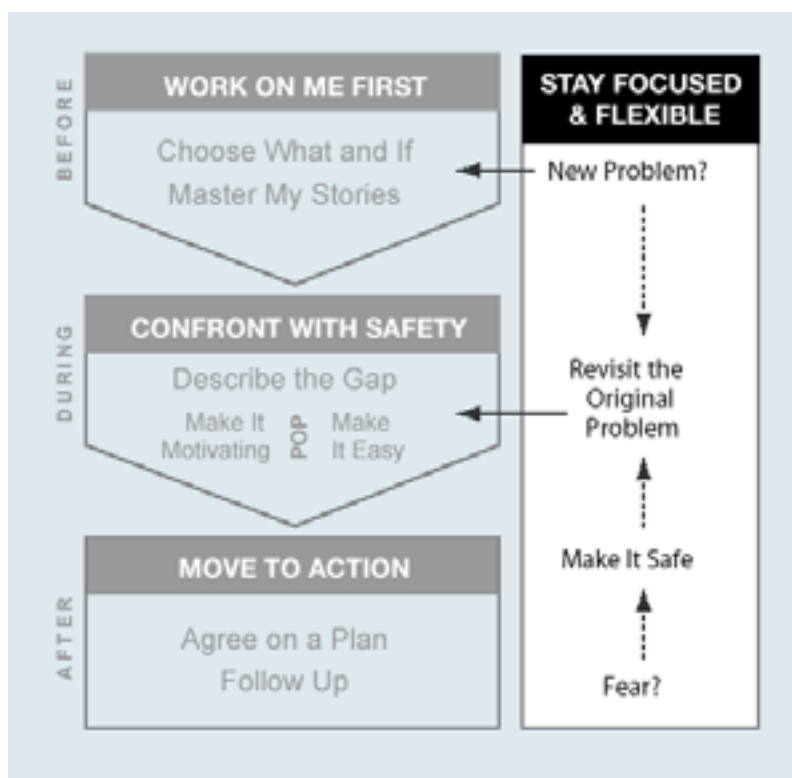 BEFORE
WORK ON ME FIRST
Choose What and If
Master My Stories
DURING
CONFRONT WITH SAFETY
Describe the Gap
Make It
Motivating
POP
Make
It Easy
AFTER
MOVE TO ACTION
Agree on a Plan
Follow Up
STAY FOCUSED
& FLEXIBLE
New Problem?
Revisit the
Original
Problem
Make It Safe
Fear?